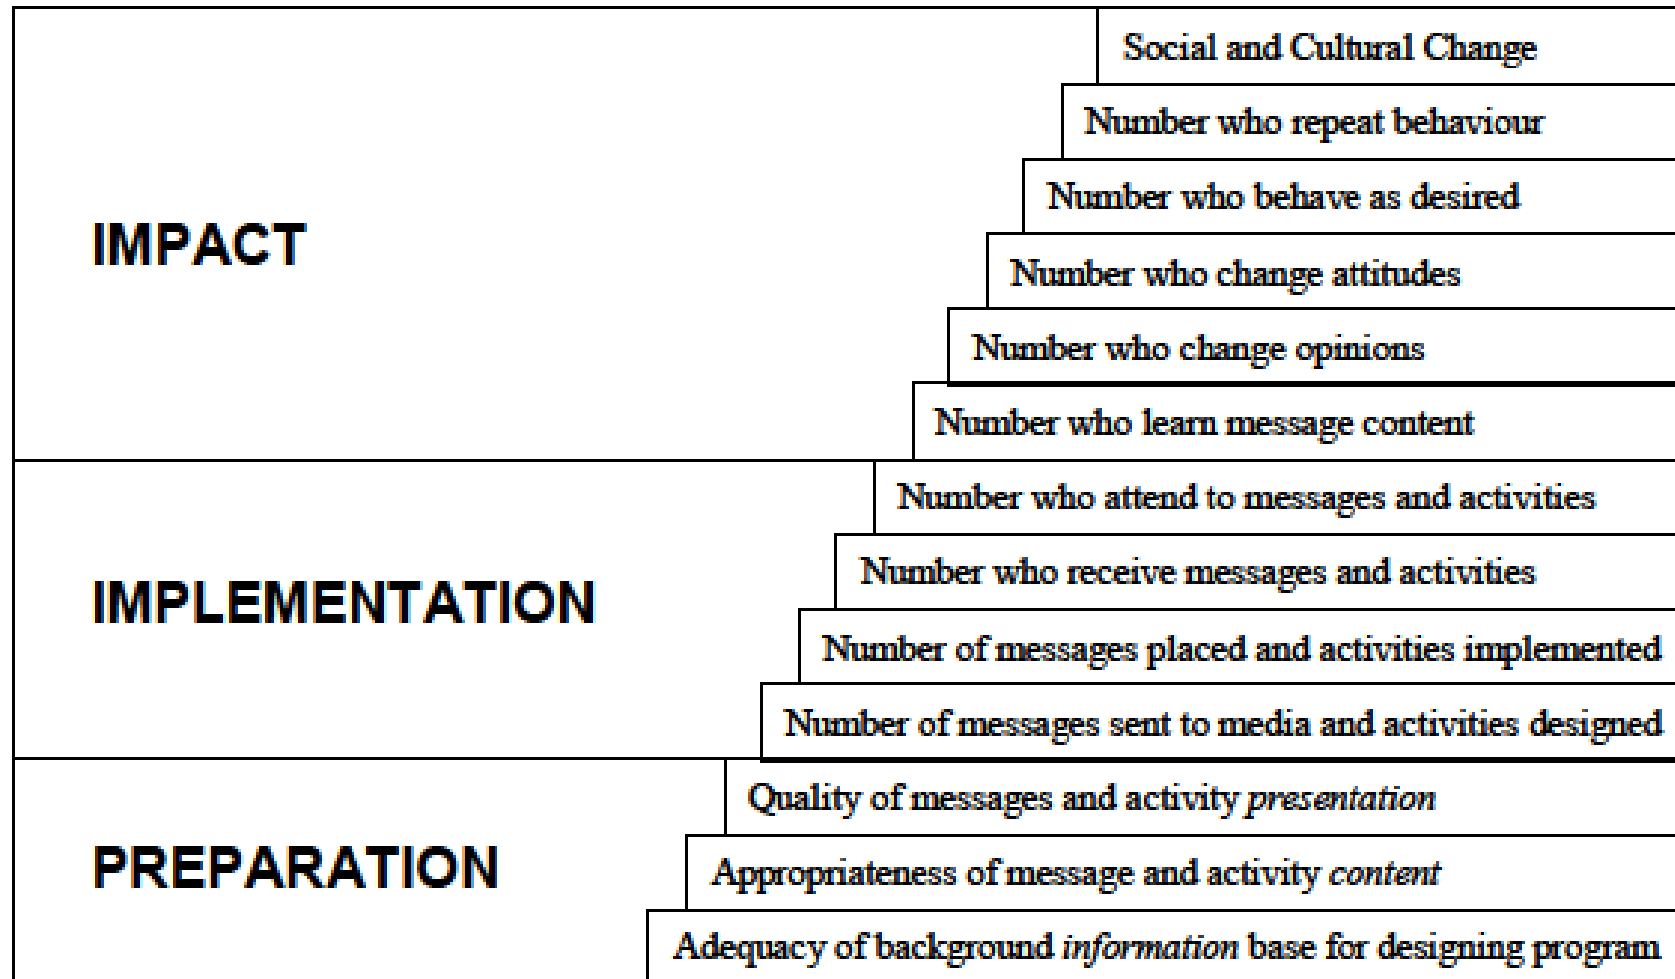 Social and Cultural Change
Number who repeat behaviour
Number who behave as desired
IMPACT
Number who change attitudes
Number who change opinions
Number who learn message content
Number who attend to messages and activities
Number who receive messages and activities
IMPLEMENTATION
Number of messages placed and activities implemented
Number of messages sent to media and activities designed
Quality of messages and activity presentation
PREPARATION
Appropriateness of message and activity content
Adequacy of background information base for designing program